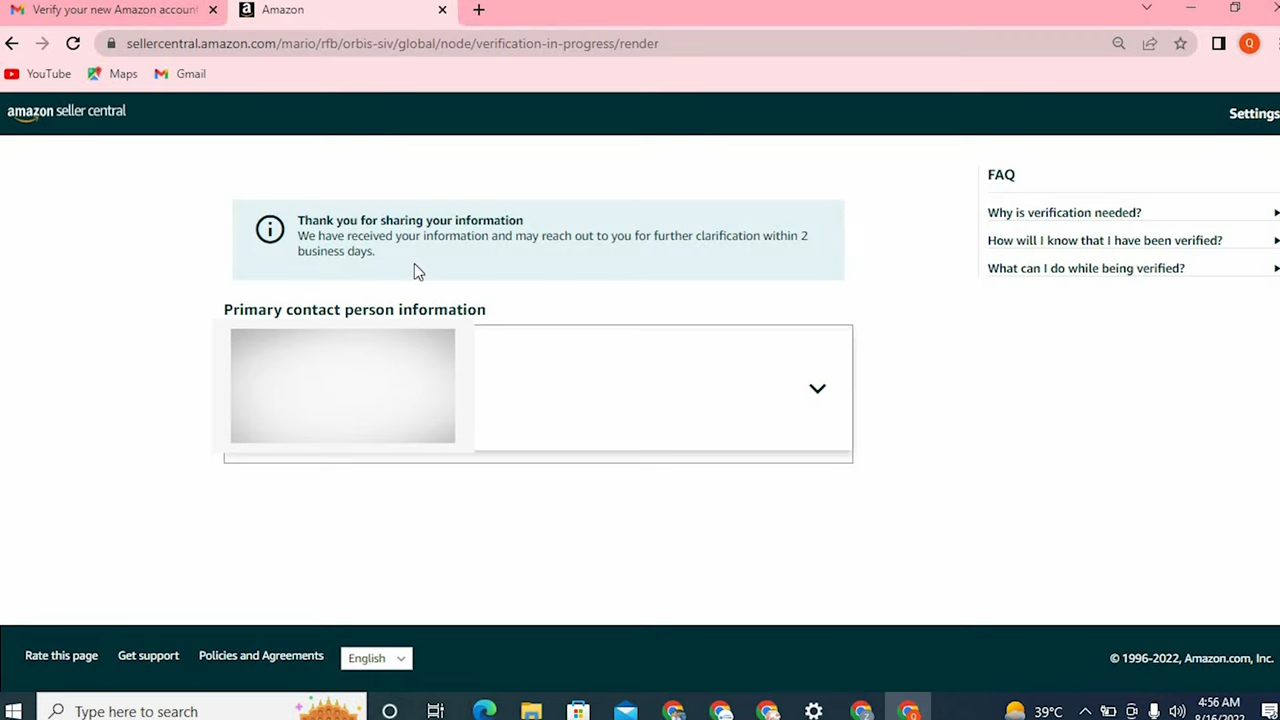 Verify your new Amazon accoun
Amazon
sellercentral.amazon.com/mario/rfb/orbis-siv/global/node/verification-in-progress/render
Q
YouTube
Maps
Gmail
amazon seller central
Settings
FAQ
Thank you for sharing your information
We have received your information and may reach out to you for further clarification within 2
business days.
Why is verification needed?
How will I know that I have been verified?
What can I do while being verified?
Primary contact person information
Rate this page
Get support
Policies and Agreements
English
© 1996-2022, Amazon.com, Inc.
Type here to search
39°C
4:56 AM
8/16/2022